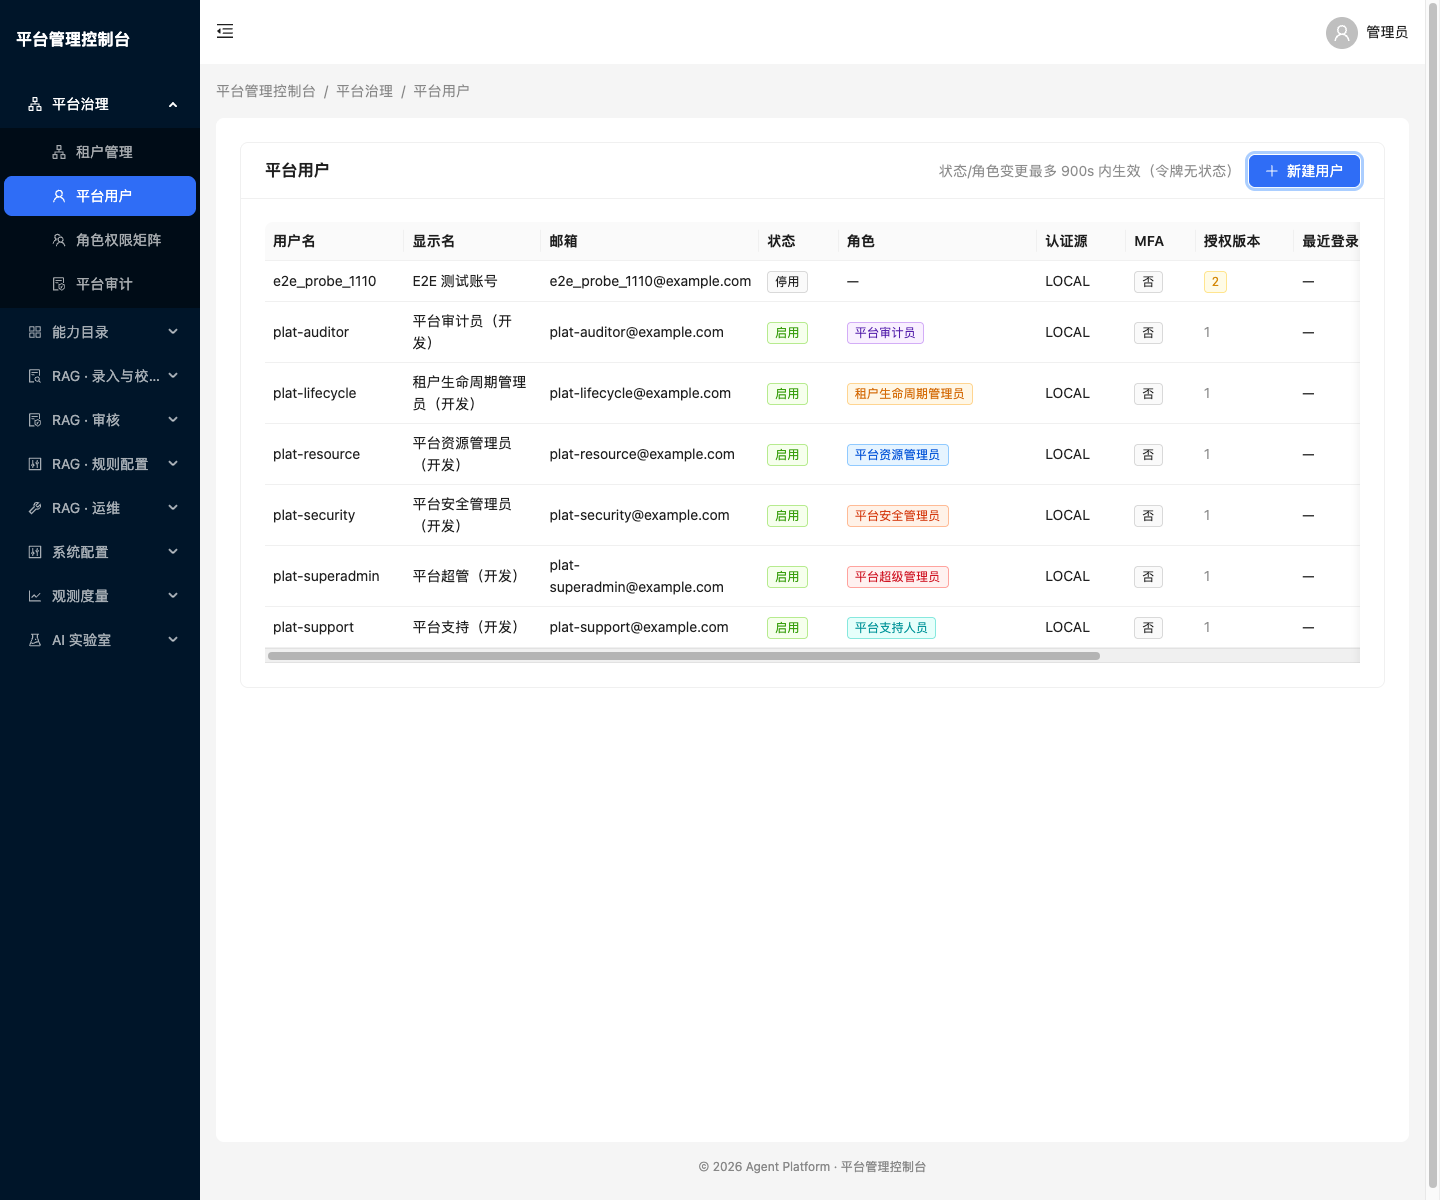 平台管理控制台
管理员
平台治理
租户管理
平台用户
角色权限矩阵
平台审计
能力目录
RAG · 录入与校...
RAG · 审核
RAG · 规则配置
RAG · 运维
系统配置
观测度量
AI 实验室
平台管理控制台 / 平台治理 / 平台用户
平台用户 状态/角色变更最多 900s 内生效（令牌无状态） 新建用户
用户名 显示名 邮箱 状态 角色 认证源 MFA 授权版本 最近登录
e2e_probe_1110 E2E 测试账号 e2e_probe_1110@example.com 停用 — LOCAL 否 2 —
plat-auditor 平台审计员（开
发） plat-auditor@example.com 启用 平台审计员 LOCAL 否 1 —
plat-lifecycle 租户生命周期管理
员（开发） plat-lifecycle@example.com 启用 租户生命周期管理员 LOCAL 否 1 —
plat-resource 平台资源管理员
（开发） plat-resource@example.com 启用 平台资源管理员 LOCAL 否 1 —
plat-security 平台安全管理员
（开发） plat-security@example.com 启用 平台安全管理员 LOCAL 否 1 —
plat-superadmin 平台超管（开发） plat-
superadmin@example.com 启用 平台超级管理员 LOCAL 否 1 —
plat-support 平台支持（开发） plat-support@example.com 启用 平台支持人员 LOCAL 否 1 —
© 2026 Agent Platform · 平台管理控制台